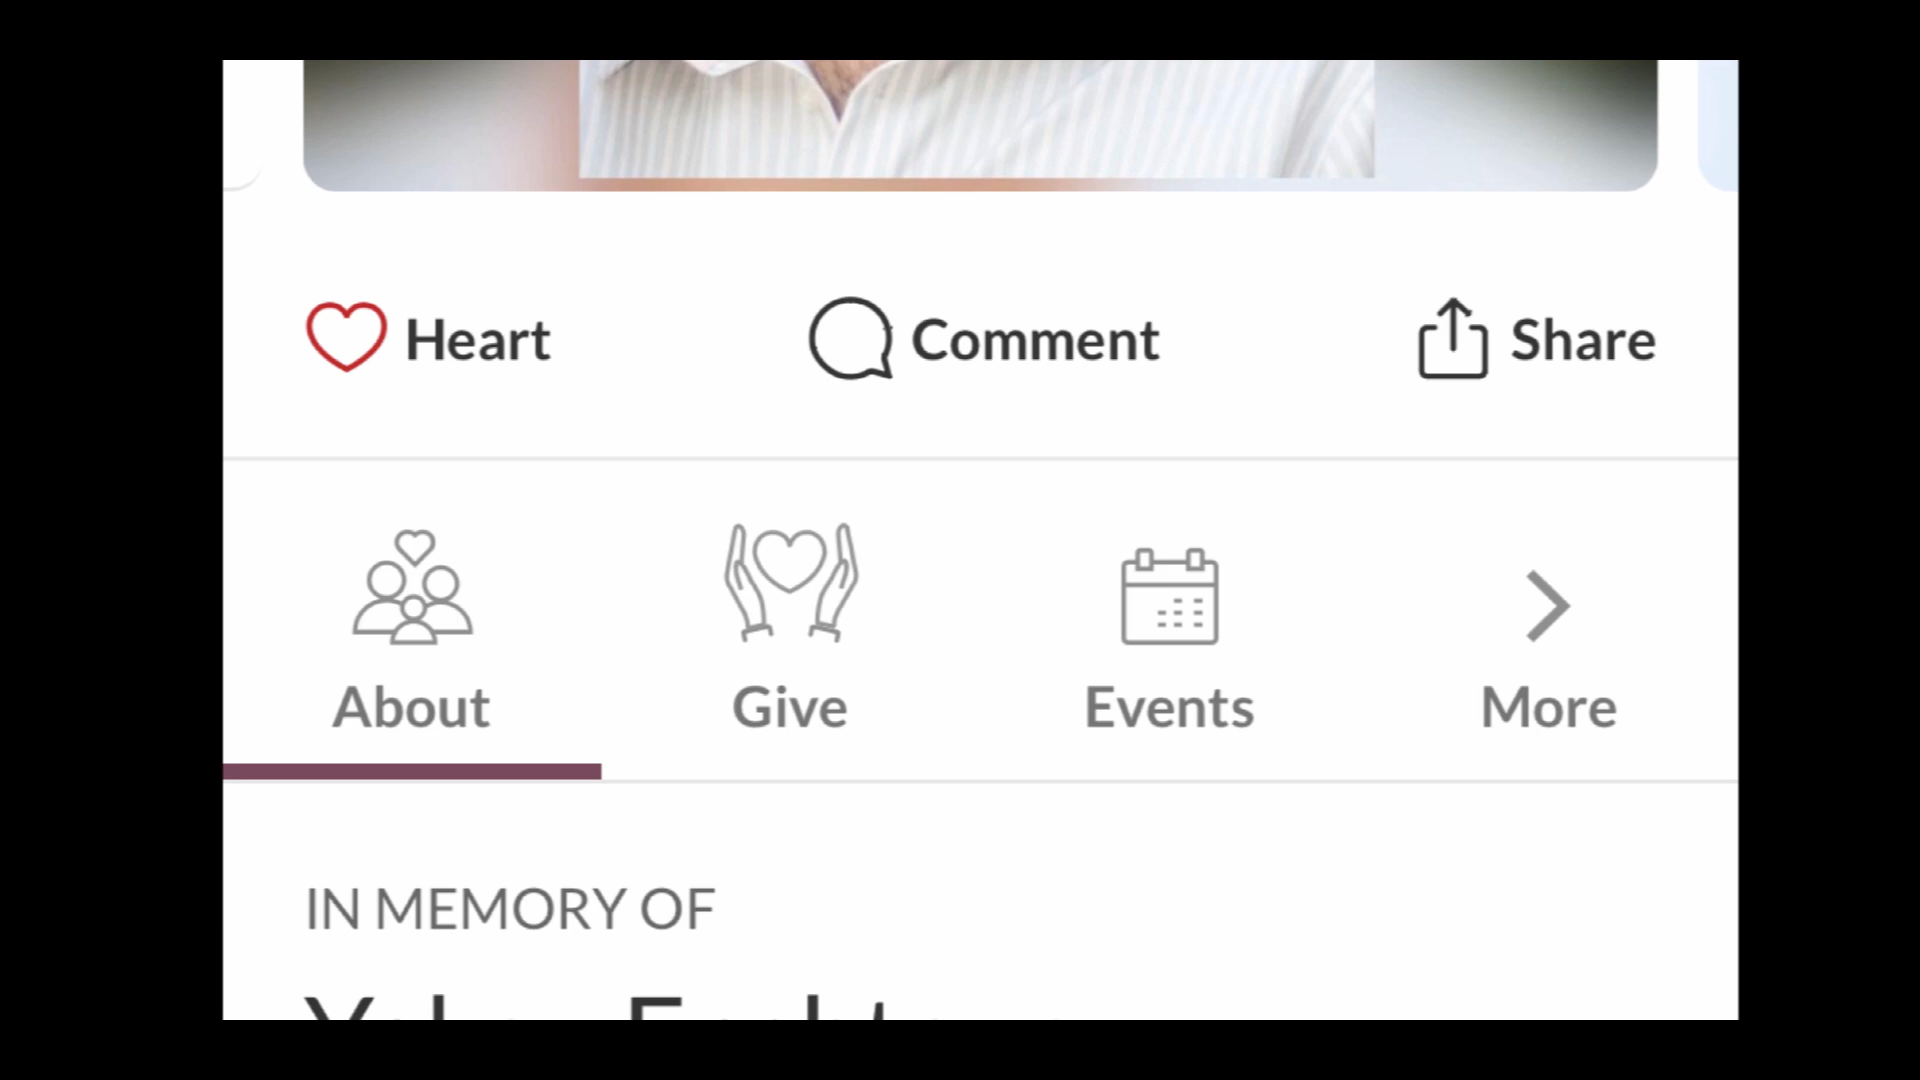 Heart
Comment
Share
About
Give
Events
More
IN MEMORY OF